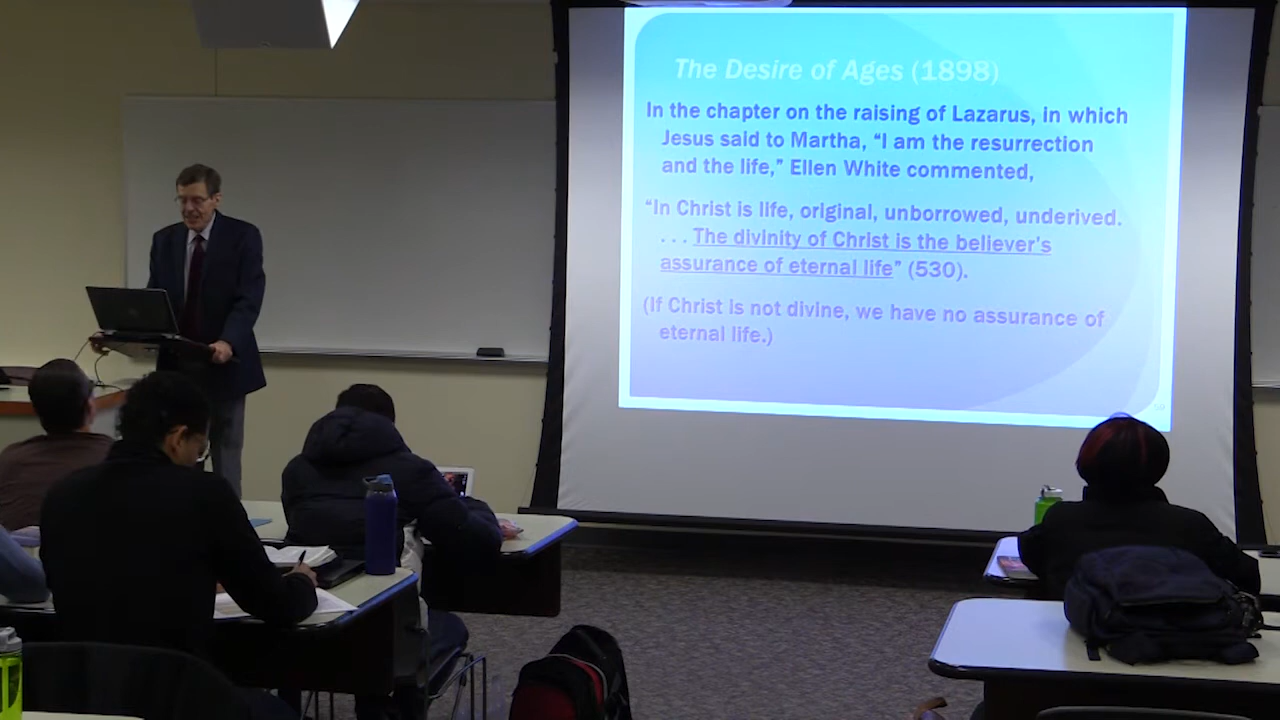 The Desire of Ages (1898)
In the chapter on the raising of Lazarus, in which
Jesus said to Martha, “I am the resurrection
and the life,” Ellen White commented,
“In Christ is life, original, unborrowed, underived.
. . . The divinity of Christ is the believer's
assurance of eternal life” (530).
(If Christ is not divine, we have no assurance of
eternal life.)